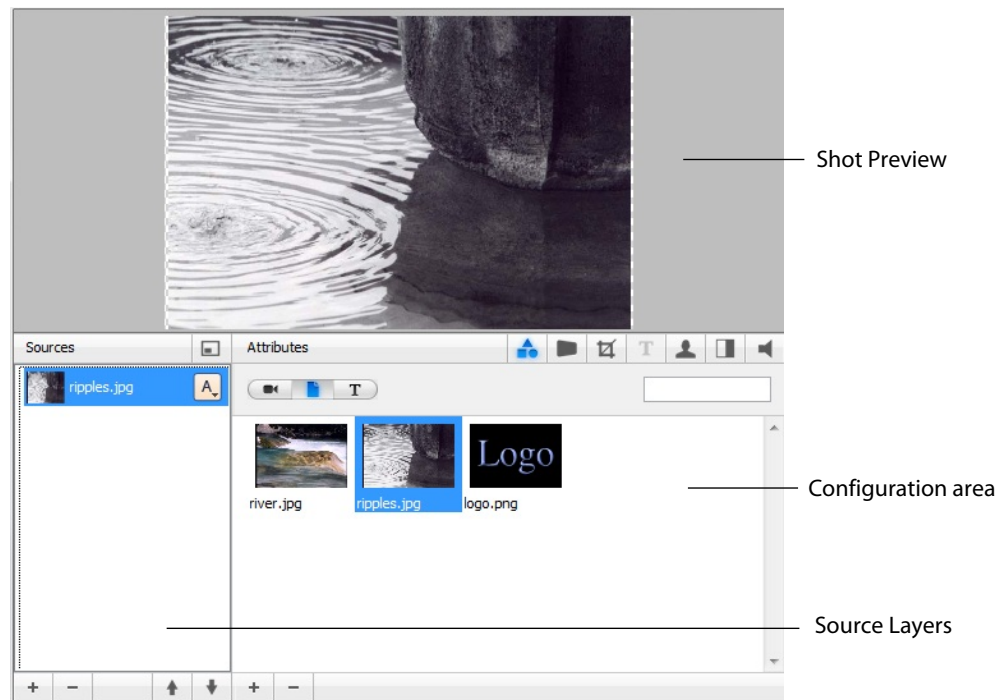 Shot Preview
Sources
Attributes
T
ripples.jpg
A
T
Logo
river.jpg
ripples.jpg
logo.png
Configuration area
Source Layers